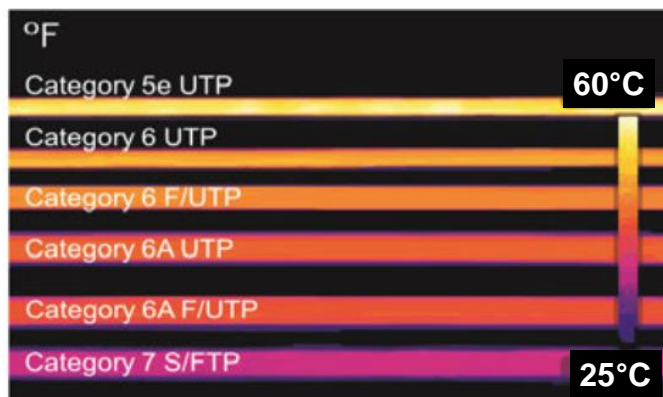 ºF
Category 5e UTP
60°C
Category 6 UTP
Category 6 F/UTP
Category 6A UTP
Category 6A F/UTP
Category 7 S/FTP
25°C